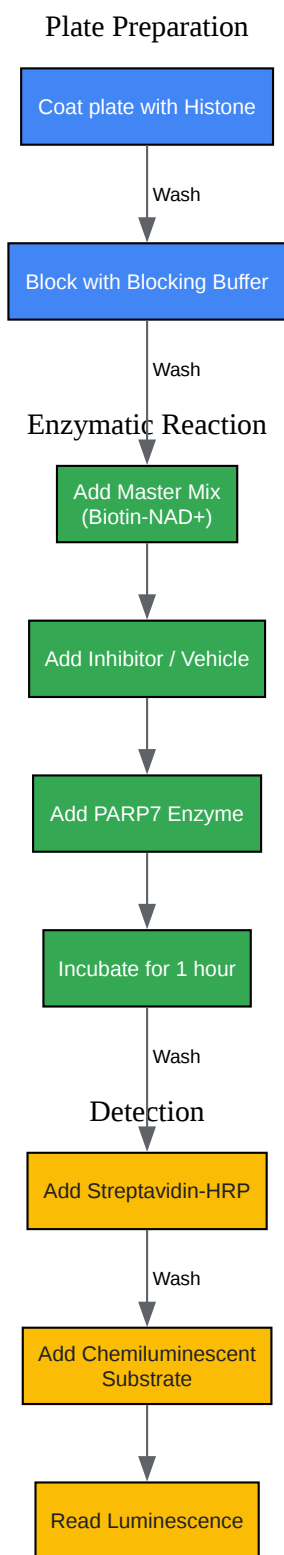 Plate Preparation
Coat plate with Histone
Wash
Block with Blocking Buffer
Wash
Enzymatic Reaction
Add Master Mix
(Biotin-NAD+)
Add Inhibitor / Vehicle
Add PARP7 Enzyme
Incubate for 1 hour
Wash
Detection
Add Streptavidin-HRP
Wash
Add Chemiluminescent
Substrate
Read Luminescence